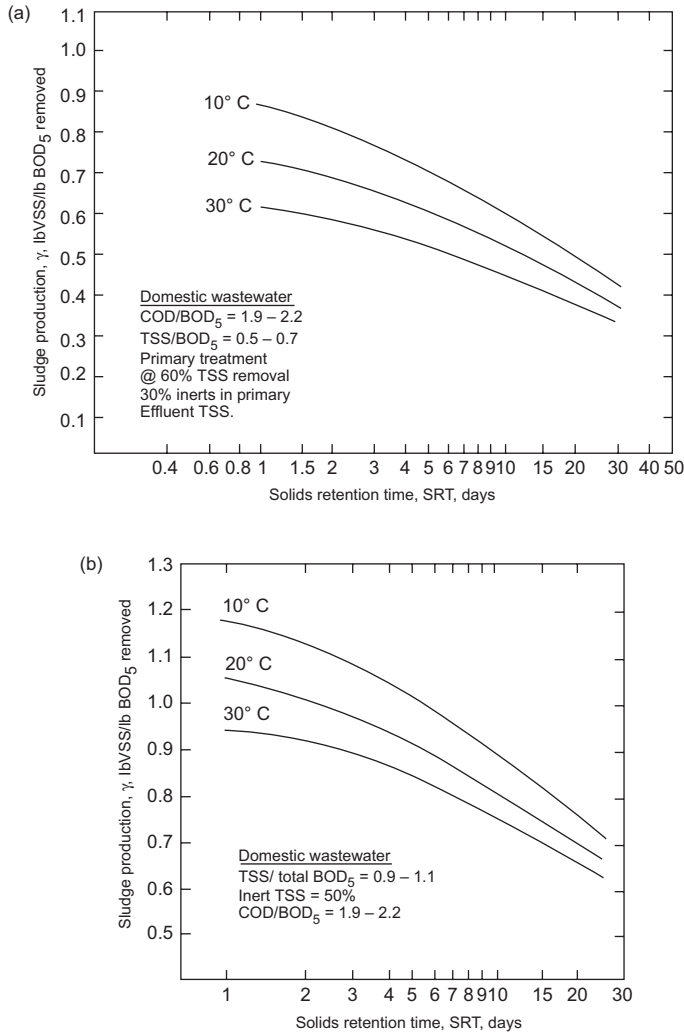 (a)
1.1
1.0
0.9
0.8
0.7
0.6
0.5
0.4
0.3
0.2
0.1
Sludge production, γ, lbVSS/lb BOD5 removed
10° C
20° C
30° C
Domestic wastewater
COD/BOD5 = 1.9 – 2.2
TSS/BOD5 = 0.5 – 0.7
Primary treatment
@ 60% TSS removal
30% inerts in primary
Effluent TSS.
0.4 0.6 0.8 1 1.5 2 3 4 5 6 7 8 9 10 15 20 30 40 50
Solids retention time, SRT, days
(b)
1.3
1.2
1.1
1.0
0.9
0.8
0.7
0.6
0.5
Sludge production, γ, lbVSS/lb BOD5 removed
10° C
20° C
30° C
Domestic wastewater
TSS/ total BOD5 = 0.9 – 1.1
Inert TSS = 50%
COD/BOD5 = 1.9 – 2.2
1 2 3 4 5 6 7 8 9 10 15 20 30
Solids retention time, SRT, days